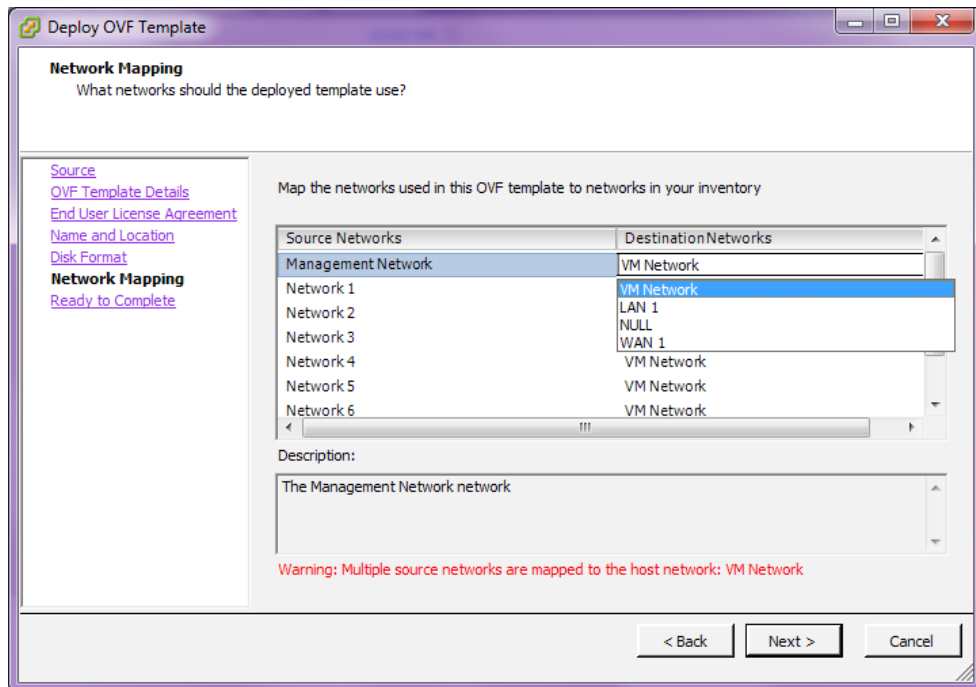 Deploy OVF Template
Network Mapping
What networks should the deployed template use?
Source
OVF Template Details
End User License Agreement
Name and Location
Disk Format
Network Mapping
Ready to Complete
Map the networks used in this OVF template to networks in your inventory
Source Networks Destination Networks
Management Network VM Network
Network 1 VM Network
Network 2 LAN 1
Network 3 NULL
WAN 1
Network 4 VM Network
Network 5 VM Network
Network 6 VM Network
Description:
The Management Network network
Warning: Multiple source networks are mapped to the host network: VM Network
< Back Next > Cancel